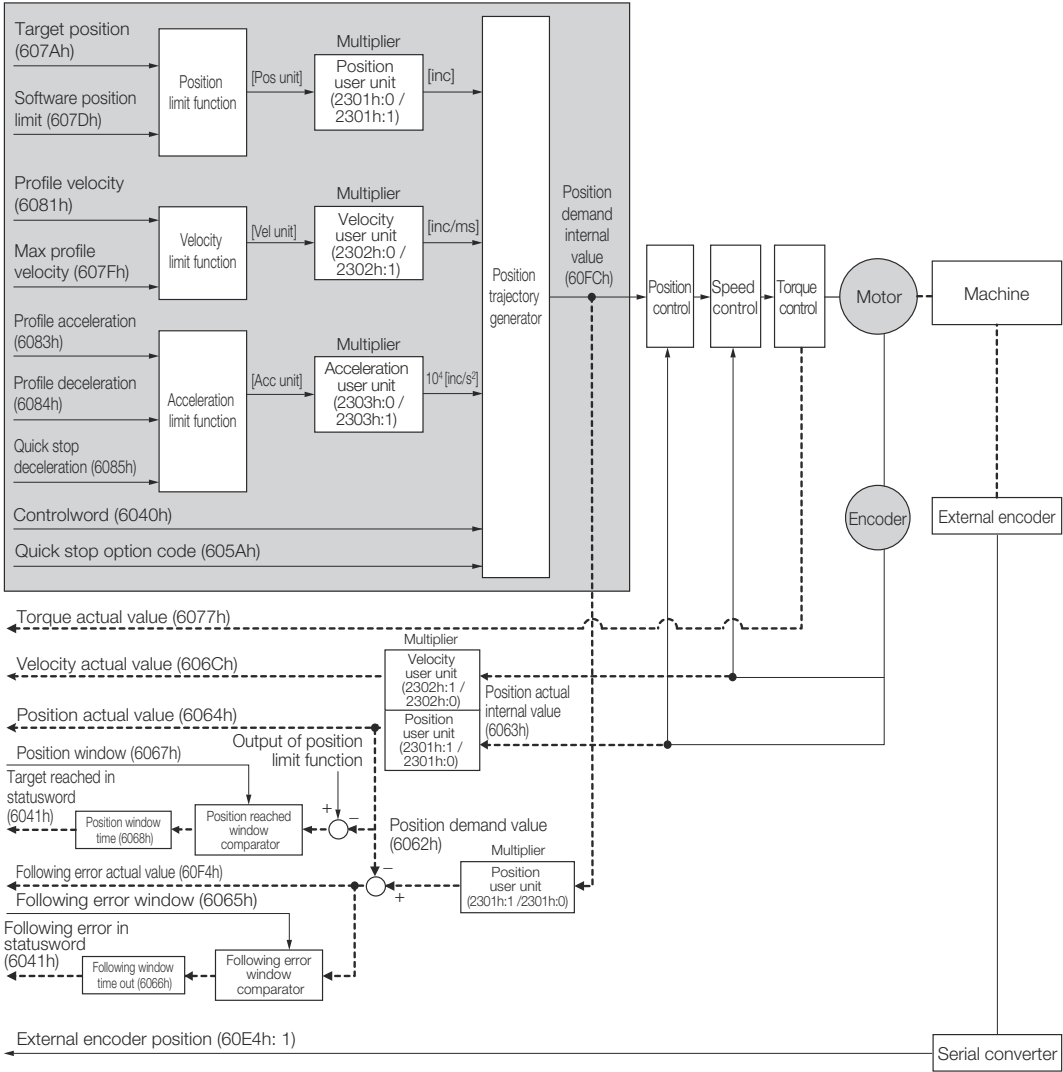 Target position
(607Ah)
Software position
limit (607Dh)
Position
limit function
[Pos unit]
Multiplier
Position
user unit
(2301h:0 /
2301h:1)
[inc]
Profile velocity
(6081h)
Max profile
velocity (607Fh)
Velocity
limit function
[Vel unit]
Multiplier
Velocity
user unit
(2302h:0 /
2302h:1)
[inc/ms]
Profile acceleration
(6083h)
Profile deceleration
(6084h)
Quick stop
deceleration (6085h)
Acceleration
limit function
[Acc unit]
Multiplier
Acceleration
user unit
(2303h:0 /
2303h:1)
10⁴ [inc/s²]
Controlword (6040h)
Quick stop option code (605Ah)
Position
trajectory
generator
Position
demand
internal
value
(60FCh)
Position
control
Speed
control
Torque
control
Motor
Machine
Encoder
External encoder
Torque actual value (6077h)
Velocity actual value (606Ch)
Multiplier
Velocity
user unit
(2302h:1 /
2302h:0)
Position actual value (6064h)
Position
user unit
(2301h:1 /
2301h:0)
Position actual
internal value
(6063h)
Position window (6067h)
Output of position
limit function
Target reached in
statusword
(6041h)
Position window
time (6068h)
Position reached
window
comparator
+
−
Position demand value
(6062h)
Multiplier
Position
user unit
(2301h:1 /2301h:0)
−
+
Following error actual value (60F4h)
Following error window (6065h)
Following error in
statusword
(6041h)
Following window
time out (6066h)
Following error
window
comparator
External encoder position (60E4h: 1)
Serial converter